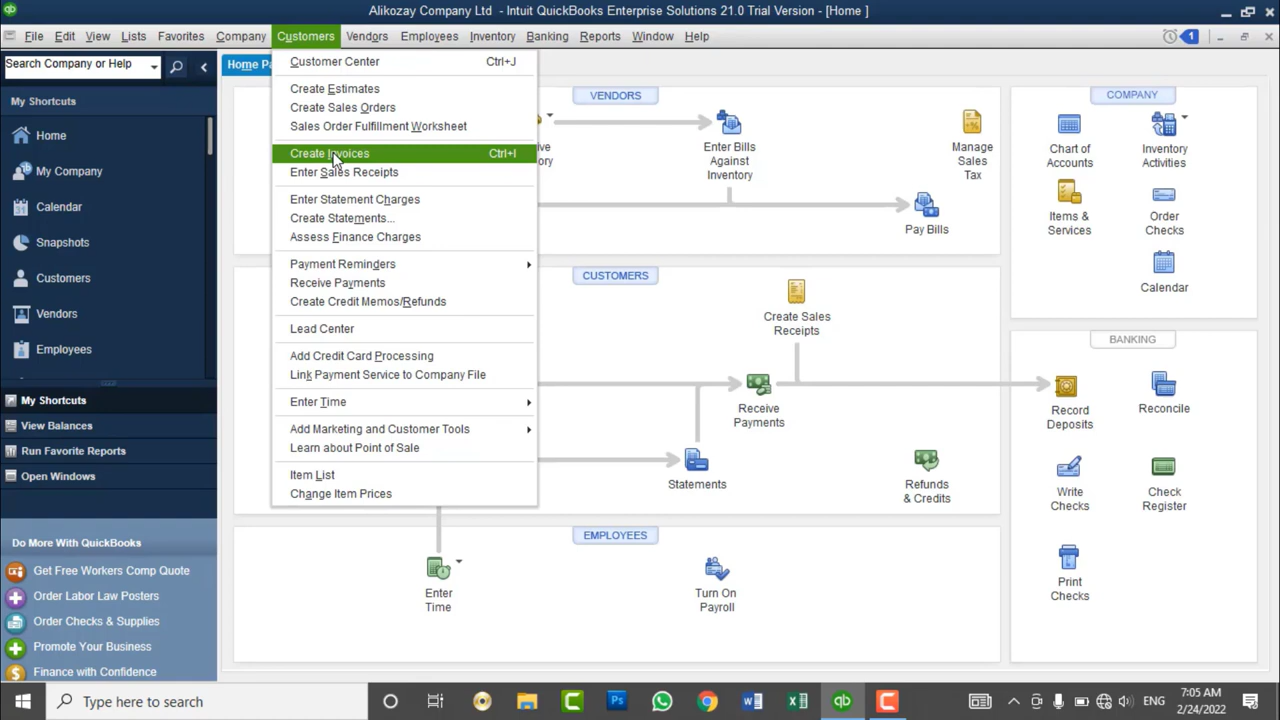 Alikozay Company Ltd - Intuit QuickBooks Enterprise Solutions 21.0 Trial Version - [Home ]
File Edit View Lists Favorites Company Customers Vendors Employees Inventory Banking Reports Window Help
1
Search Company or Help
My Shortcuts
Home
My Company
Calendar
Snapshots
Customers
Vendors
Employees
My Shortcuts
View Balances
Run Favorite Reports
Open Windows
Do More With QuickBooks
Get Free Workers Comp Quote
Order Labor Law Posters
Order Checks & Supplies
Promote Your Business
Finance with Confidence
Home Pa
Customer Center Ctrl+J
Create Estimates
Create Sales Orders
Sales Order Fulfillment Worksheet
Create Invoices Ctrl+I
Enter Sales Receipts
Enter Statement Charges
Create Statements...
Assess Finance Charges
Payment Reminders
Receive Payments
Create Credit Memos/Refunds
Lead Center
Add Credit Card Processing
Link Payment Service to Company File
Enter Time
Add Marketing and Customer Tools
Learn about Point of Sale
Item List
Change Item Prices
VENDORS
ive
ory
Enter Bills
Against
Inventory
Manage
Sales
Tax
Pay Bills
CUSTOMERS
Create Sales
Receipts
Receive
Payments
Statements
Refunds
& Credits
EMPLOYEES
Enter
Time
Turn On
Payroll
COMPANY
Chart of
Accounts
Inventory
Activities
Items &
Services
Order
Checks
Calendar
BANKING
Record
Deposits
Reconcile
Write
Checks
Check
Register
Print
Checks
Type here to search
ENG
7:05 AM
2/24/2022